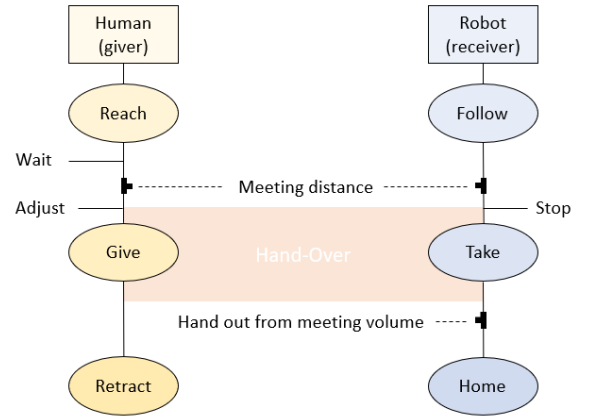 Human
(giver)
Robot
(receiver)
Reach
Follow
Wait
Meeting distance
Adjust
Stop
Give
Hand-Over
Take
Hand out from meeting volume
Retract
Home